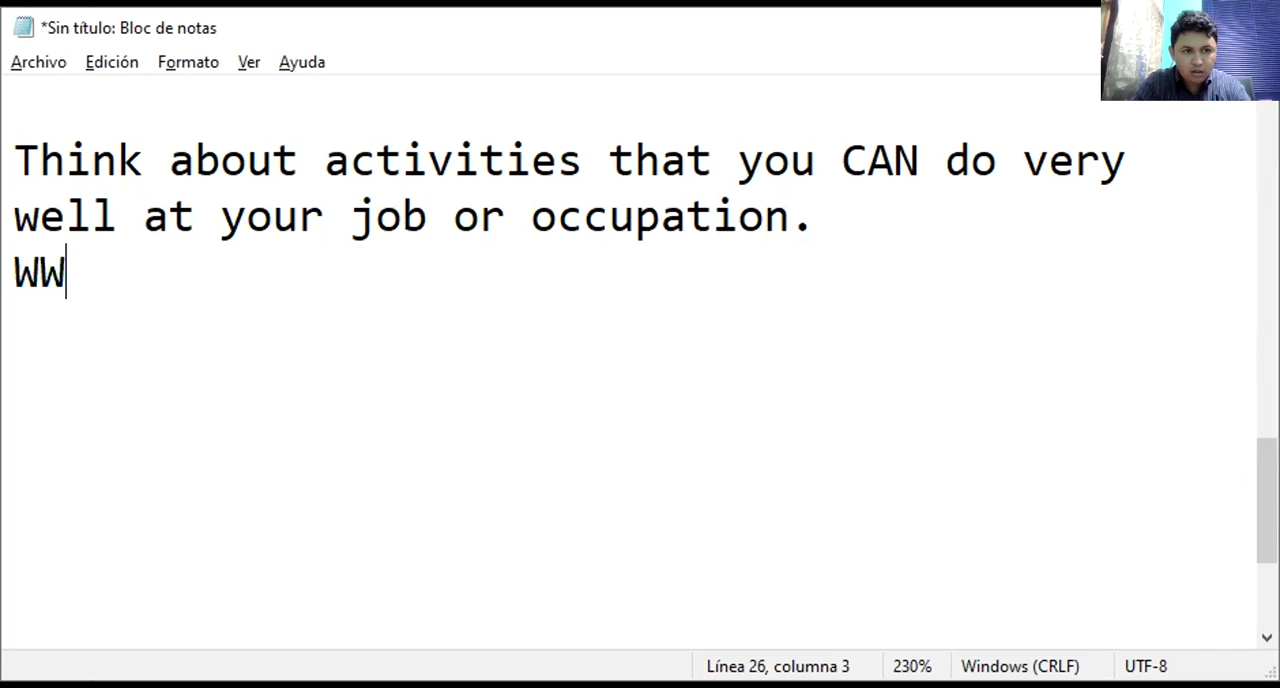 *Sin título: Bloc de notas
Archivo Edición Formato Ver Ayuda
Think about activities that you CAN do very
well at your job or occupation.
WW
Línea 26, columna 3 230% Windows (CRLF) UTF-8